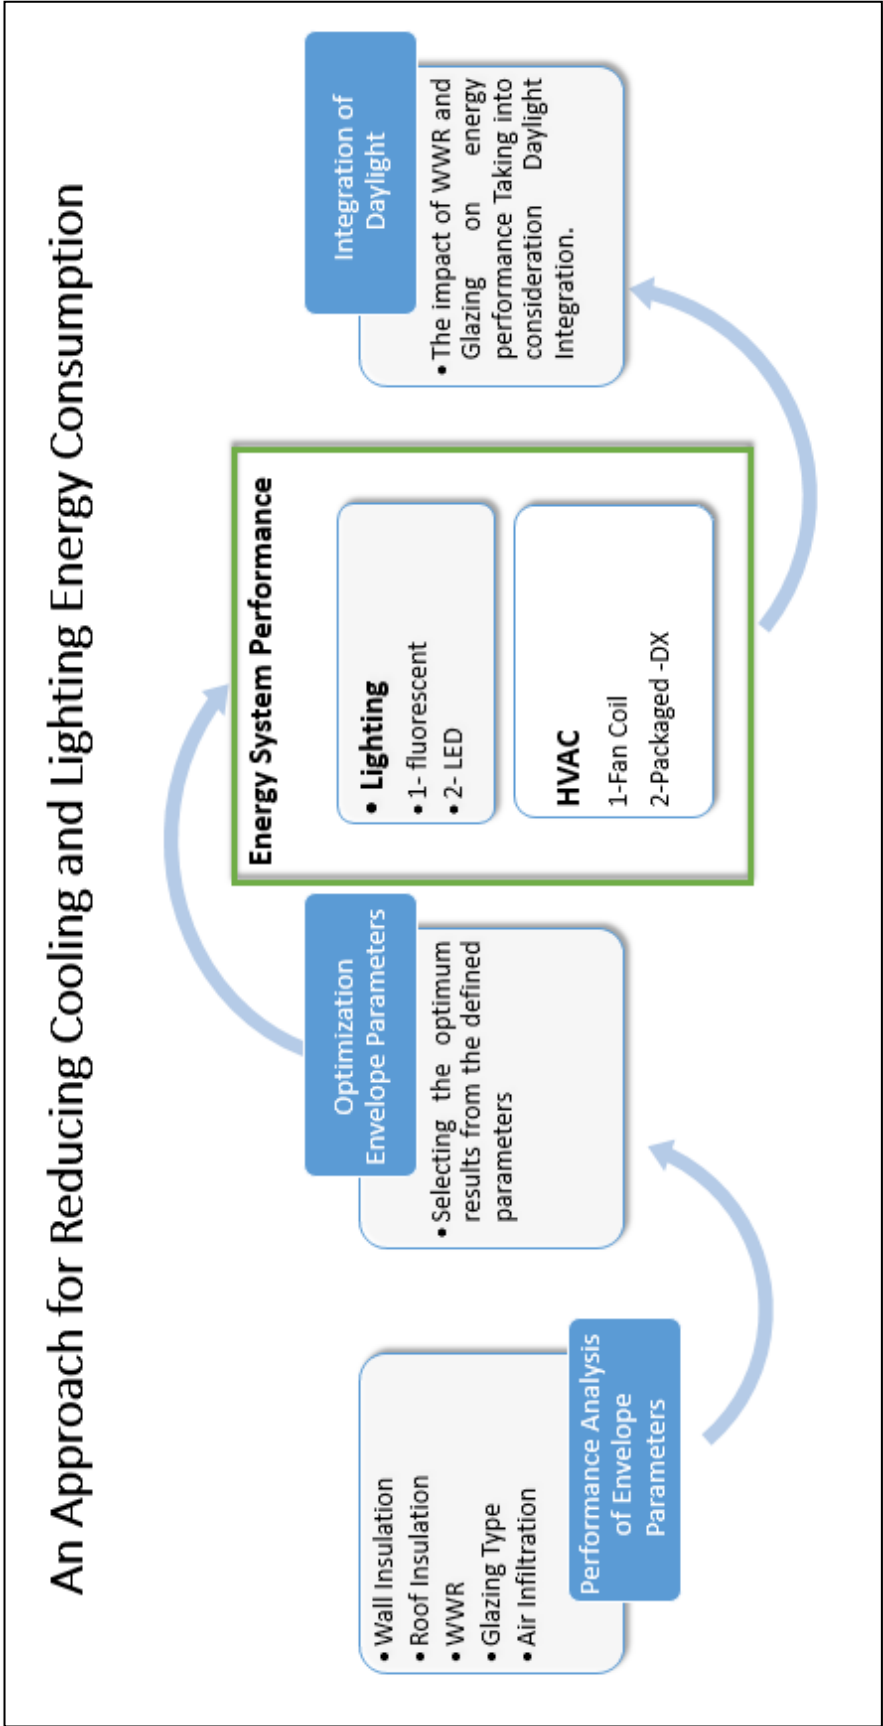 An Approach for Reducing Cooling and Lighting Energy Consumption
• Wall Insulation
• Roof Insulation
• WWR
• Glazing Type
• Air Infiltration
Performance Analysis
of Envelope
Parameters
Optimization
Envelope Parameters
• Selecting the optimum
results from the defined
parameters
Energy System Performance
• Lighting
• 1- fluorescent
• 2- LED
HVAC
1-Fan Coil
2-Packaged -DX
Integration of
Daylight
• The impact of WWR and
Glazing on energy
performance Taking into
consideration Daylight
Integration.